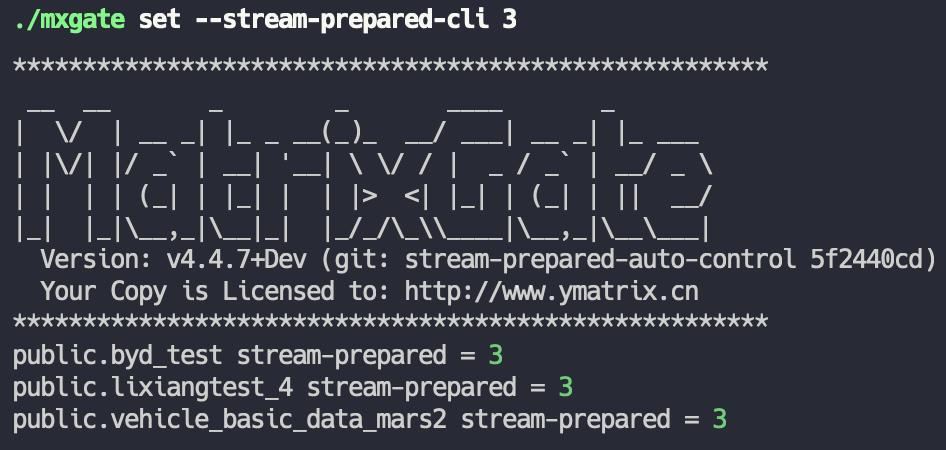 ./mxgate set --stream-prepared-cli 3
*******************************************************
 __  __       _        _       ____       _
|  \/  | __ _| |_ _ __(_)_  __/ ___| __ _| |_ ___
| |\/| |/ _` | __| '__| \ \/ / |  _ / _` | __/ _ \
| |  | | (_| | |_| |  | |>  <| |_| | (_| | ||  __/
|_|  |_|\__,_|\__|_|  |_/_/\_\\____|\__,_|\__\___|
  Version: v4.4.7+Dev (git: stream-prepared-auto-control 5f2440cd)
  Your Copy is Licensed to: http://www.ymatrix.cn
*******************************************************
public.byd_test stream-prepared = 3
public.lixiangtest_4 stream-prepared = 3
public.vehicle_basic_data_mars2 stream-prepared = 3